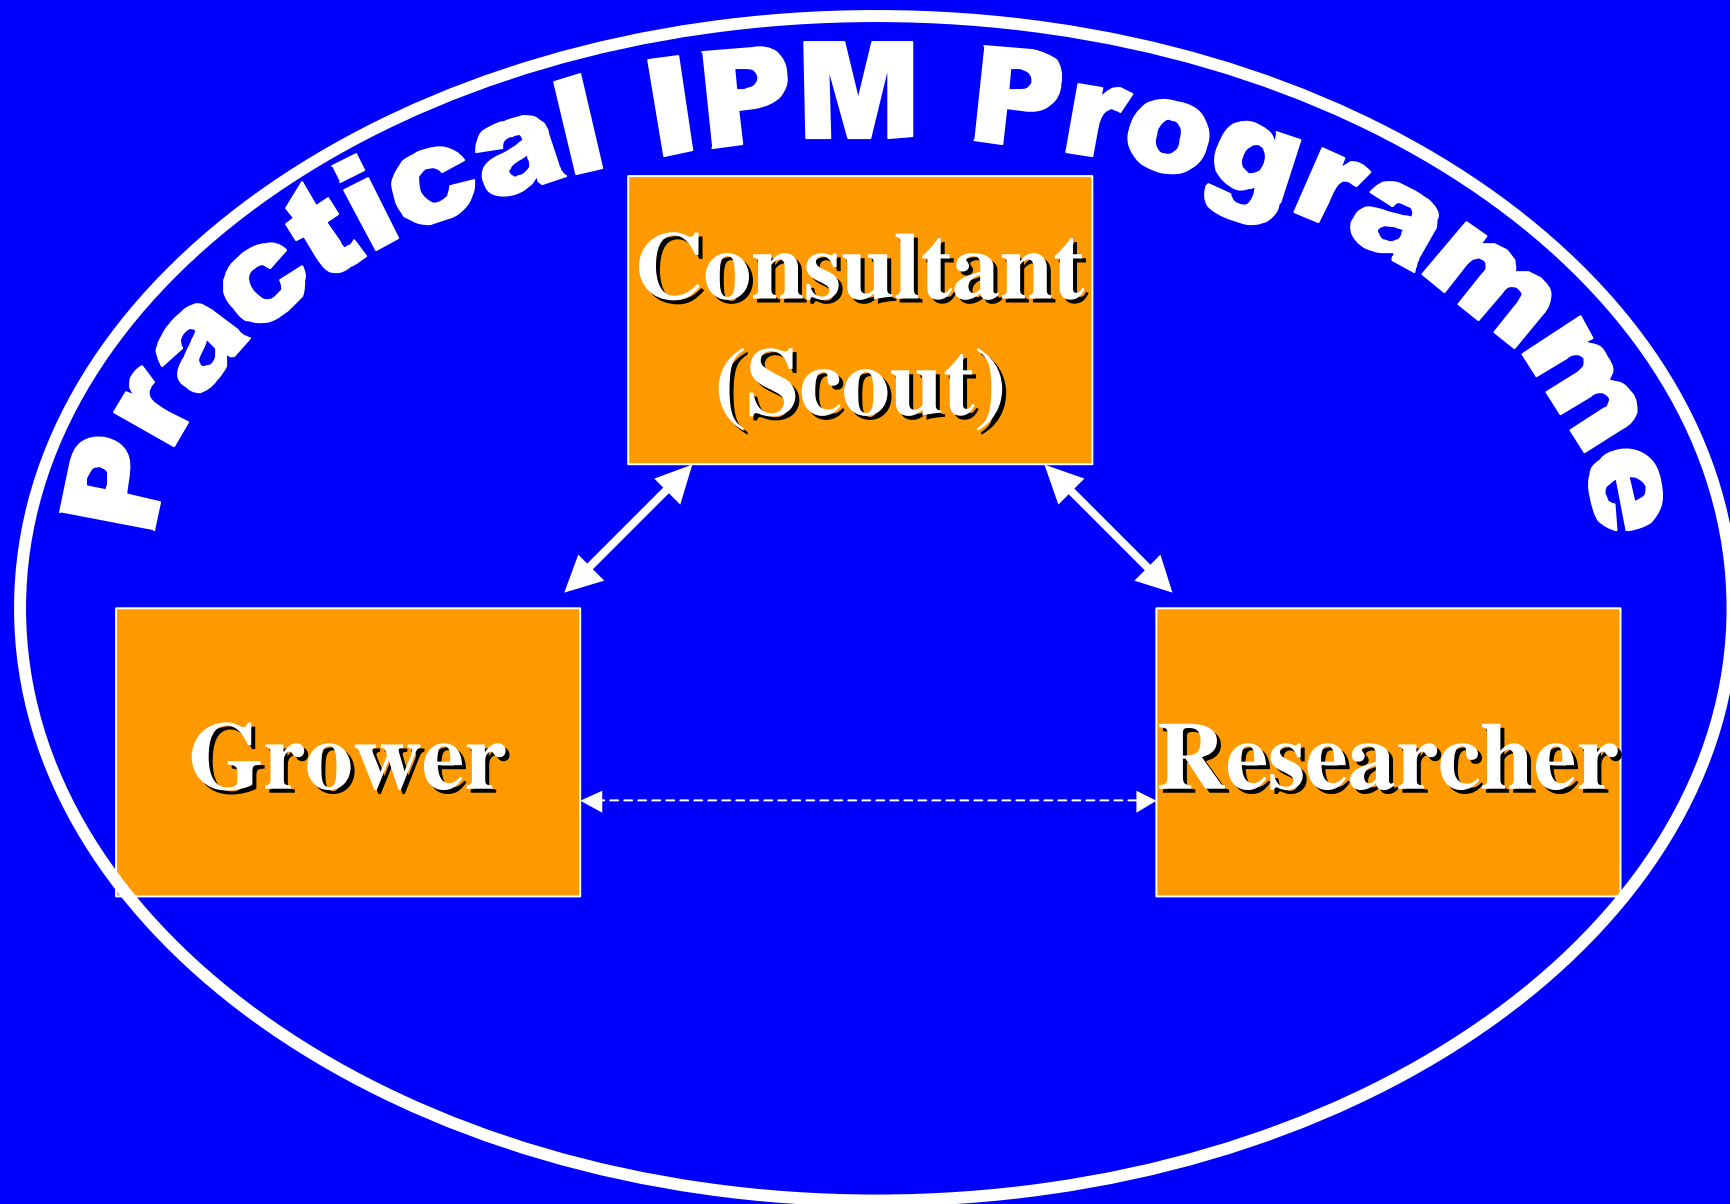 Practical IPM Programme
Consultant
(Scout)
Grower
Researcher